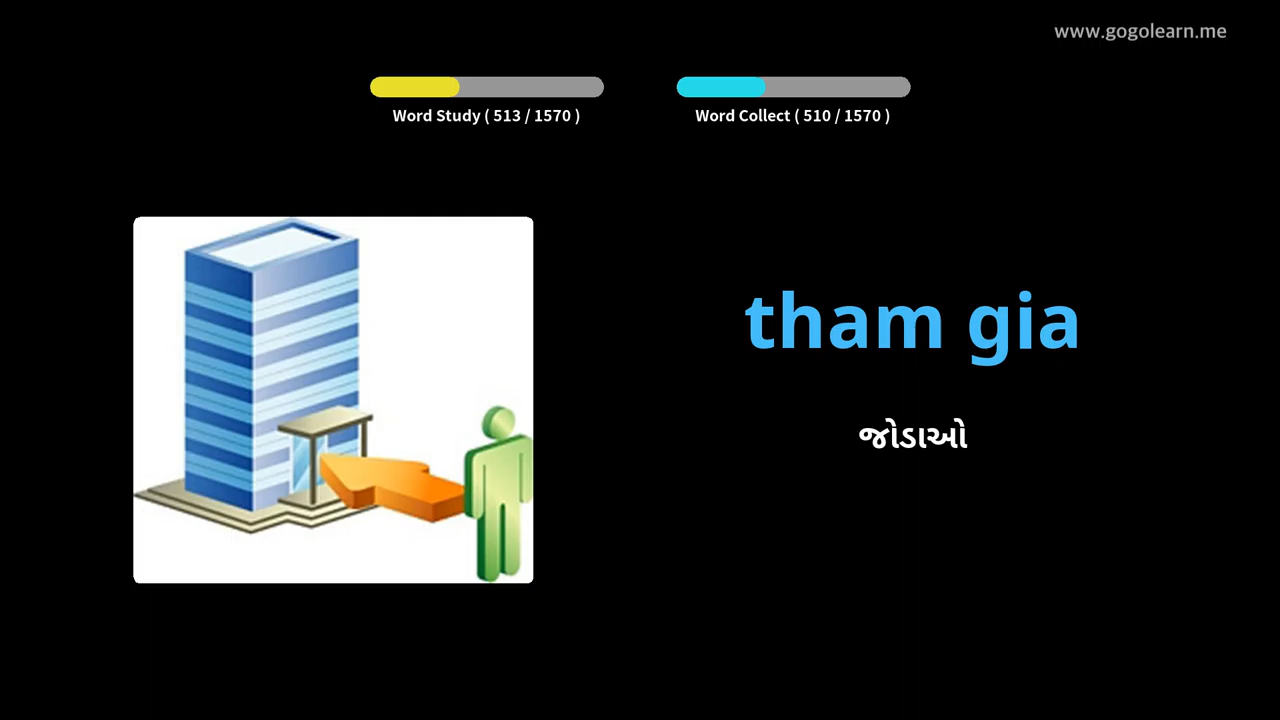 www.gogolearn.me
Word Study ( 513 / 1570 )
Word Collect ( 510 / 1570 )
tham gia
જોડાઓ